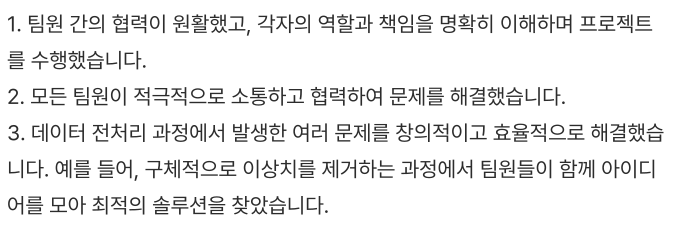 1. 팀원 간의 협력이 원활했고, 각자의 역할과 책임을 명확히 이해하며 프로젝트
를 수행했습니다.
2. 모든 팀원이 적극적으로 소통하고 협력하여 문제를 해결했습니다.
3. 데이터 전처리 과정에서 발생한 여러 문제를 창의적이고 효율적으로 해결했습
니다. 예를 들어, 구체적으로 이상치를 제거하는 과정에서 팀원들이 함께 아이디
어를 모아 최적의 솔루션을 찾았습니다.